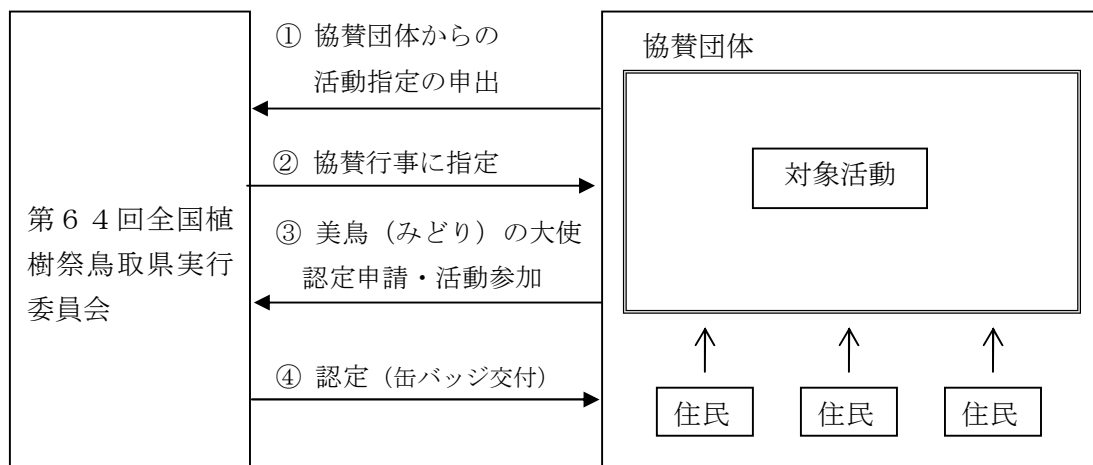 第６４回全国植
樹祭鳥取県実行
委員会
① 協賛団体からの
活動指定の申出
② 協賛行事に指定
③ 美鳥（みどり）の大使
認定申請・活動参加
④ 認定（缶バッジ交付）
協賛団体
対象活動
住民
住民
住民